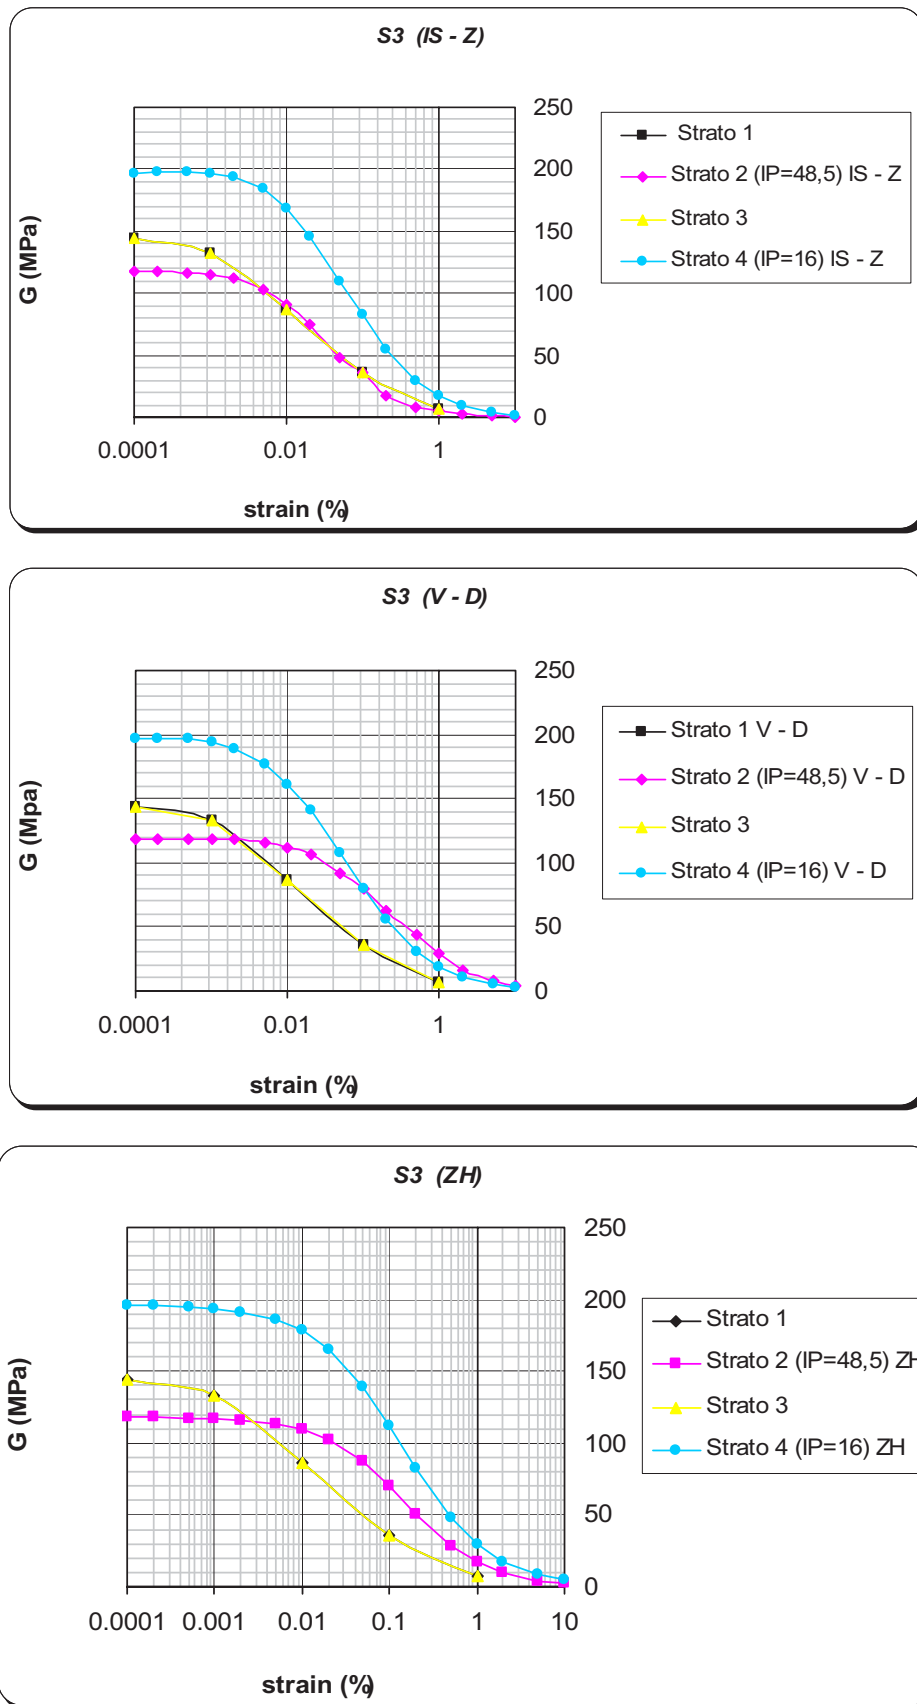 S3 (IS - Z)
250
200
150
100
50
0
G (MPa)
0.0001
0.01
1
strain (%)
Strato 1
Strato 2 (IP=48,5) IS - Z
Strato 3
Strato 4 (IP=16) IS - Z
S3 (V - D)
250
200
150
100
50
0
G (Mpa)
0.0001
0.01
1
strain (%)
Strato 1 V - D
Strato 2 (IP=48,5) V - D
Strato 3
Strato 4 (IP=16) V - D
S3 (ZH)
250
200
150
100
50
0
G (MPa)
0.0001
0.001
0.01
0.1
1
10
strain (%)
Strato 1
Strato 2 (IP=48,5) ZH
Strato 3
Strato 4 (IP=16) ZH